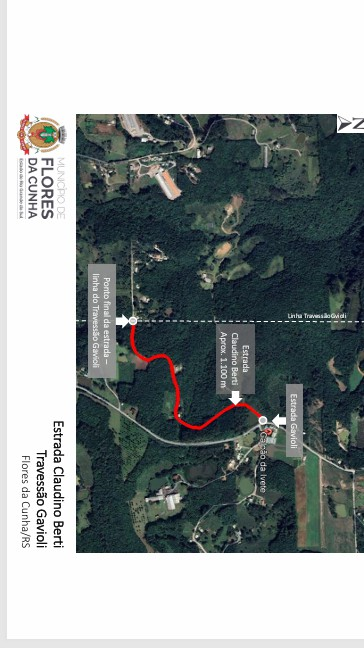 N
MUNICÍPIO DE
FLORES
DA CUNHA
Estado do Rio Grande do Sul
Linha Travessão Gavioli
Estrada Gavioli
Galpão da Ivete
Estrada
Claudino Berti
Aprox. 1.100 m
Ponto final da estrada –
linha do Travessão Gavioli
Estrada Claudino Berti
Travessão Gavioli
Flores da Cunha/RS